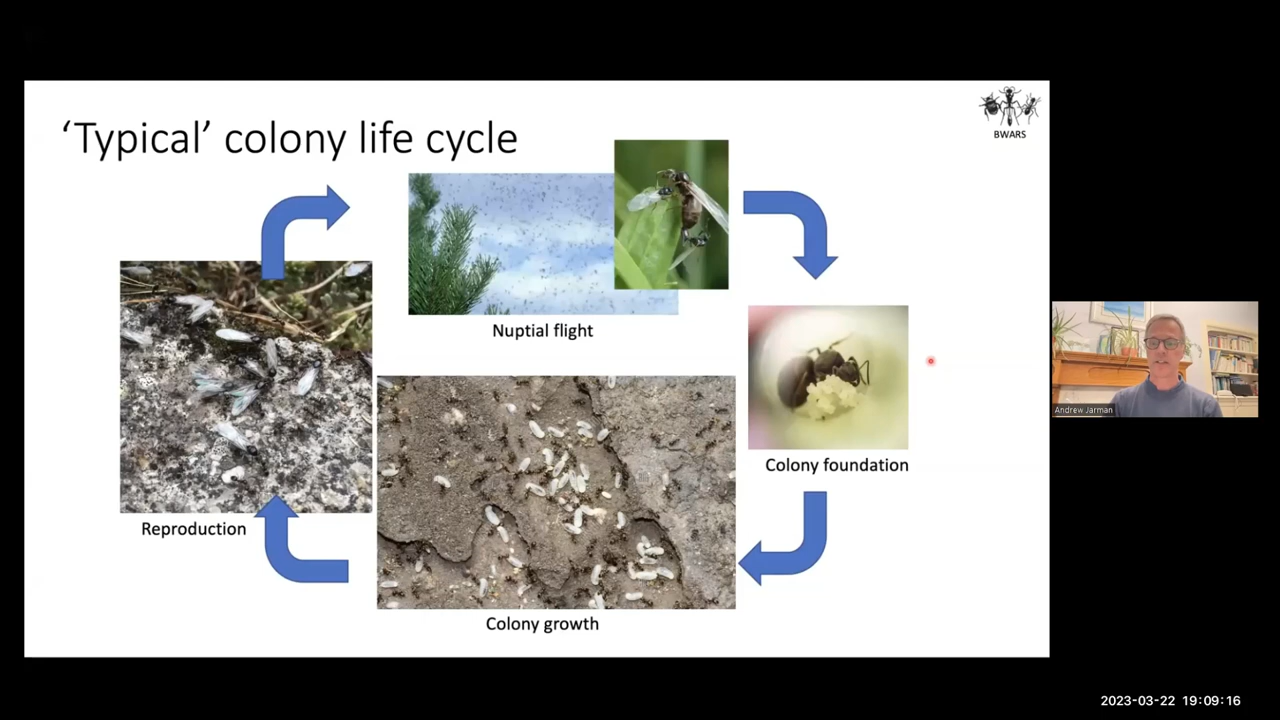 ‘Typical’ colony life cycle
BWARS
Nuptial flight
Colony foundation
Reproduction
Colony growth
Andrew Jarman
2023-03-22 19:09:16